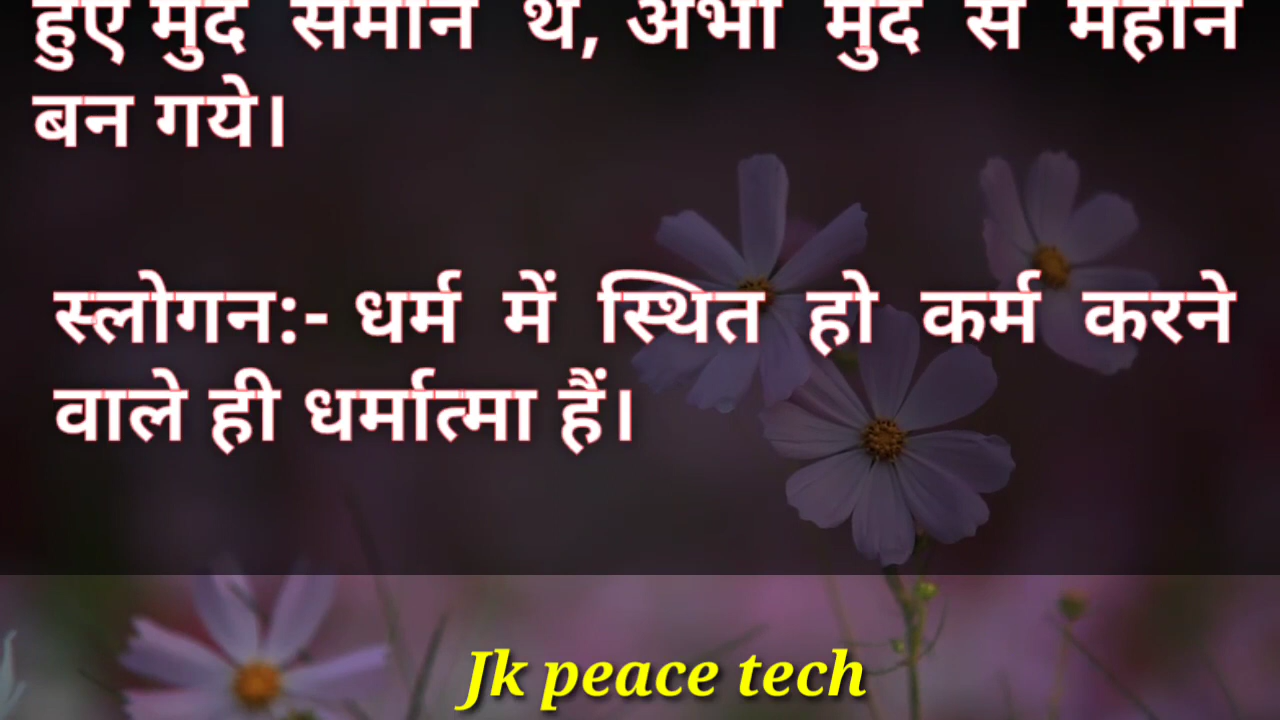 हुए मुर्दे समान थे, अभी मुर्दे से महान
बन गये।
स्लोगन:- धर्म में स्थित हो कर्म करने
वाले ही धर्मात्मा हैं।
Jk peace tech